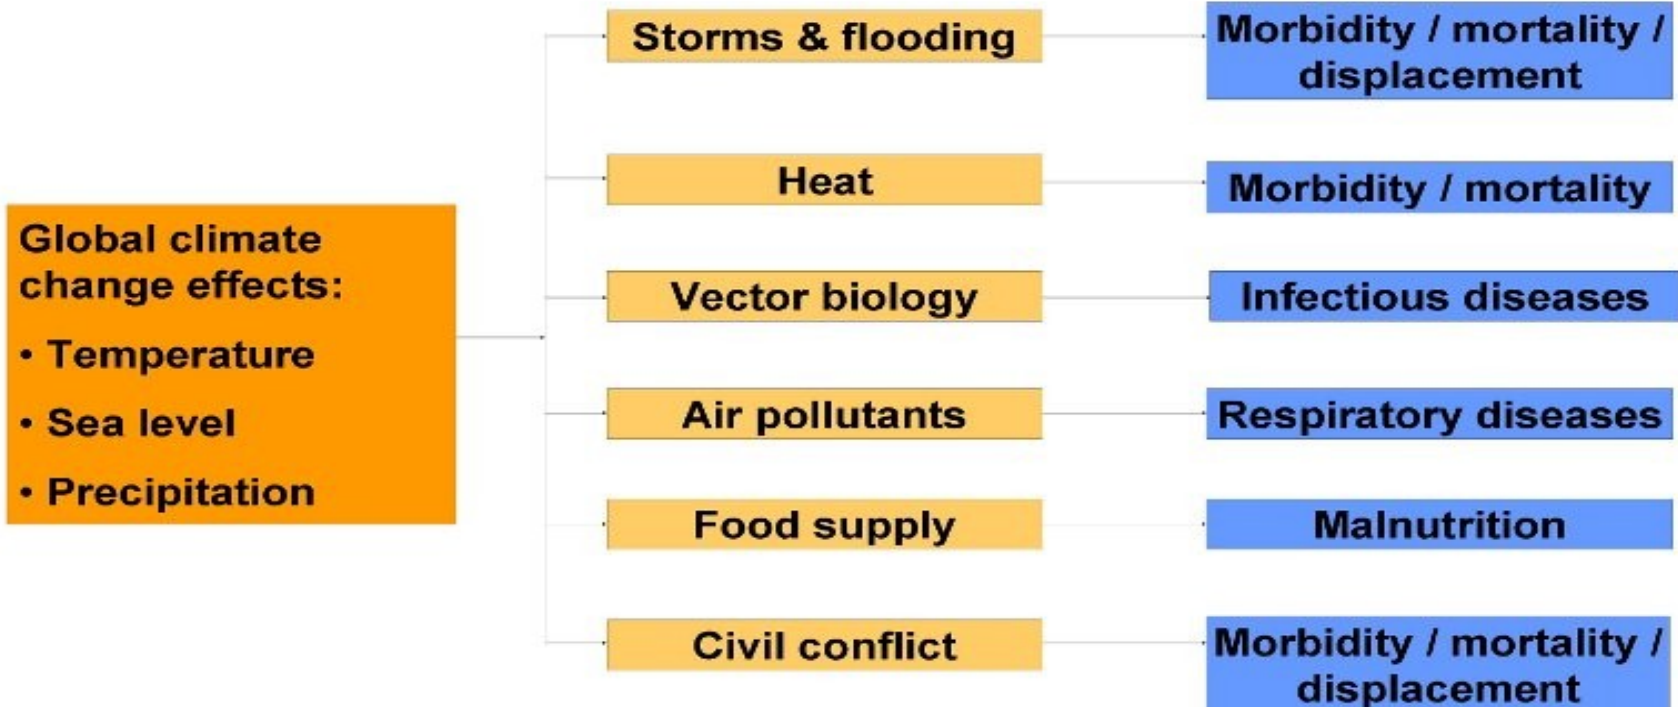 Global climate
change effects:
• Temperature
• Sea level
• Precipitation
Storms & flooding
Morbidity / mortality /
displacement
Heat
Morbidity / mortality
Vector biology
Infectious diseases
Air pollutants
Respiratory diseases
Food supply
Malnutrition
Civil conflict
Morbidity / mortality /
displacement